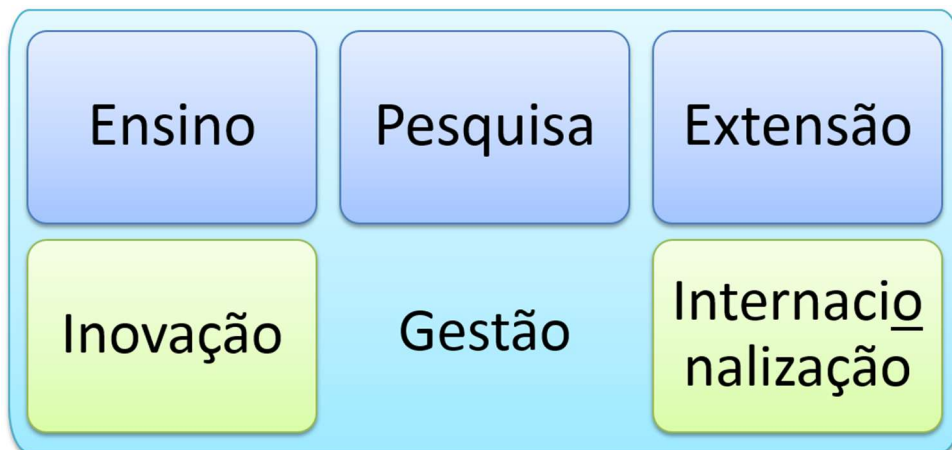 Ensino
Pesquisa
Extensão
Inovação
Gestão
Internacio
nalização